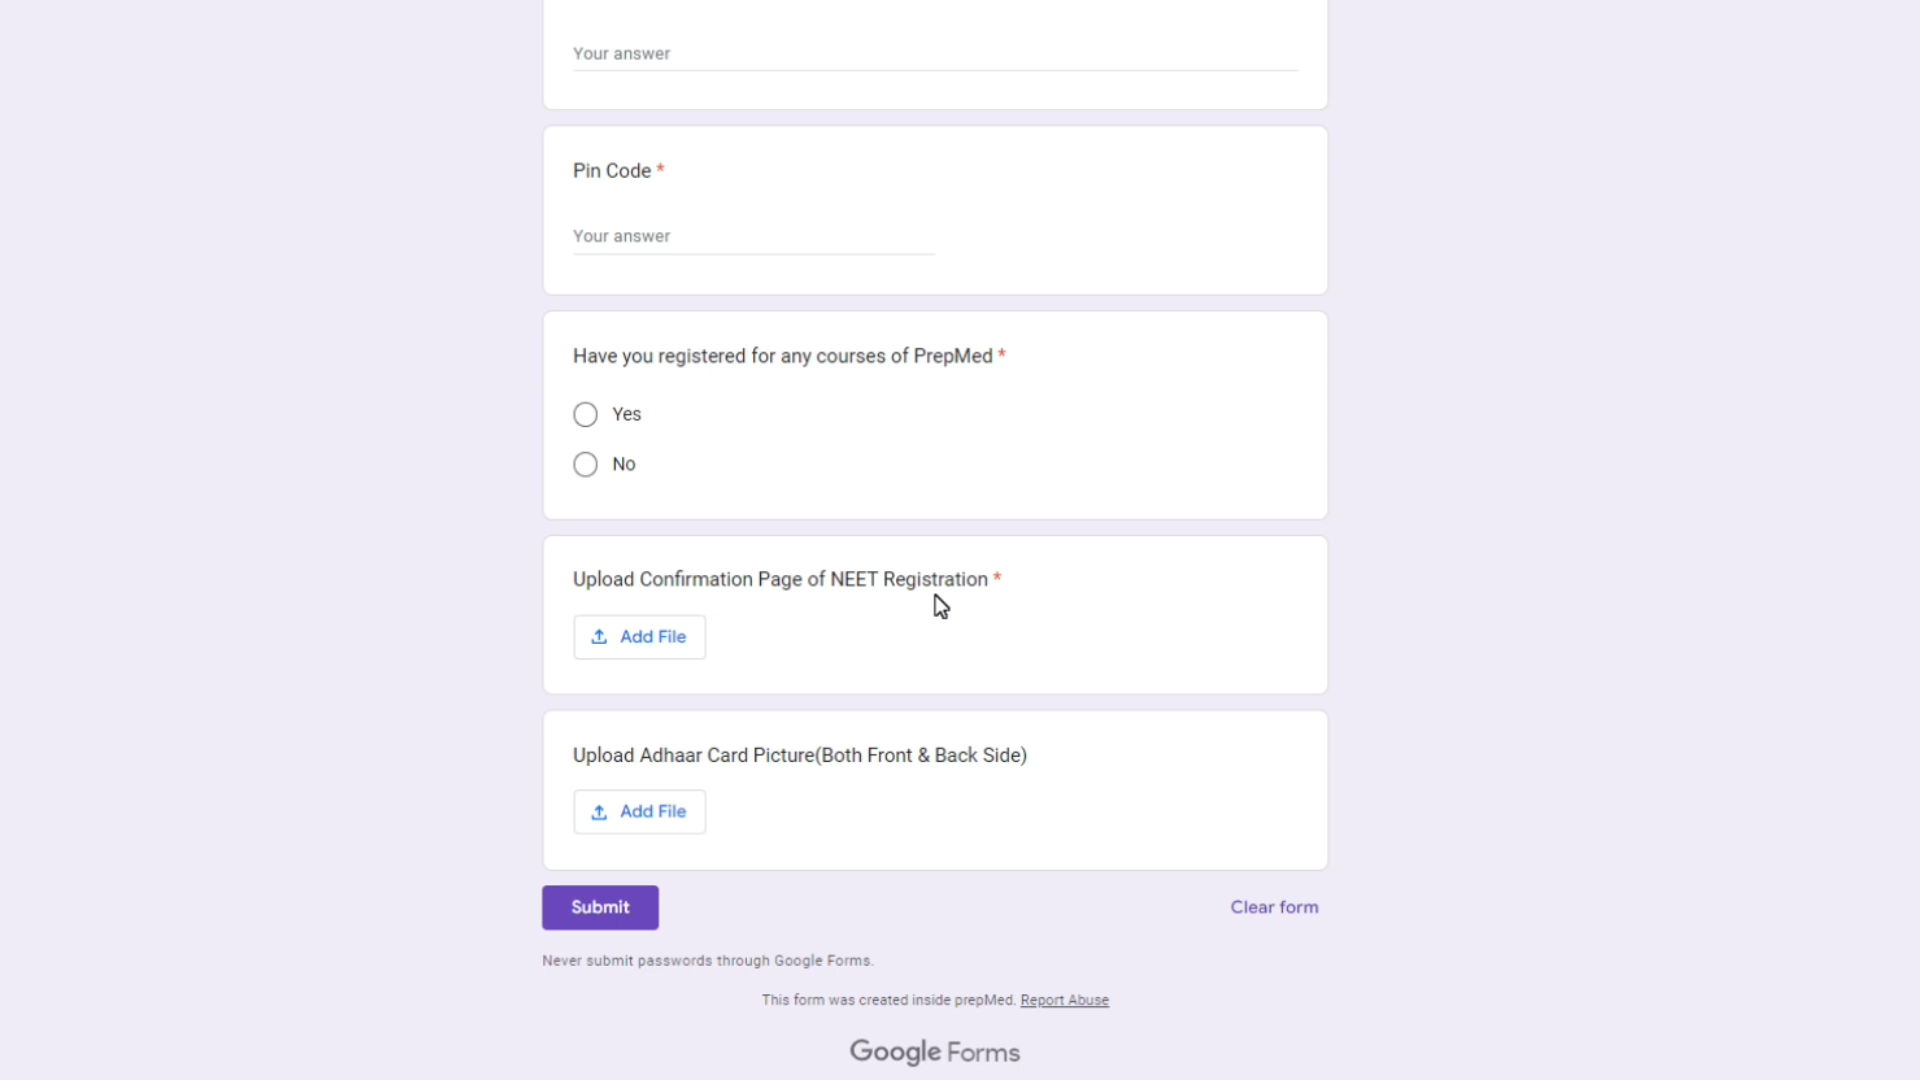 Your answer
Pin Code *
Your answer
Have you registered for any courses of PrepMed *
Yes
No
Upload Confirmation Page of NEET Registration *
Add File
Upload Adhaar Card Picture(Both Front & Back Side)
Add File
Submit
Clear form
Never submit passwords through Google Forms.
This form was created inside prepMed. Report Abuse
Google Forms